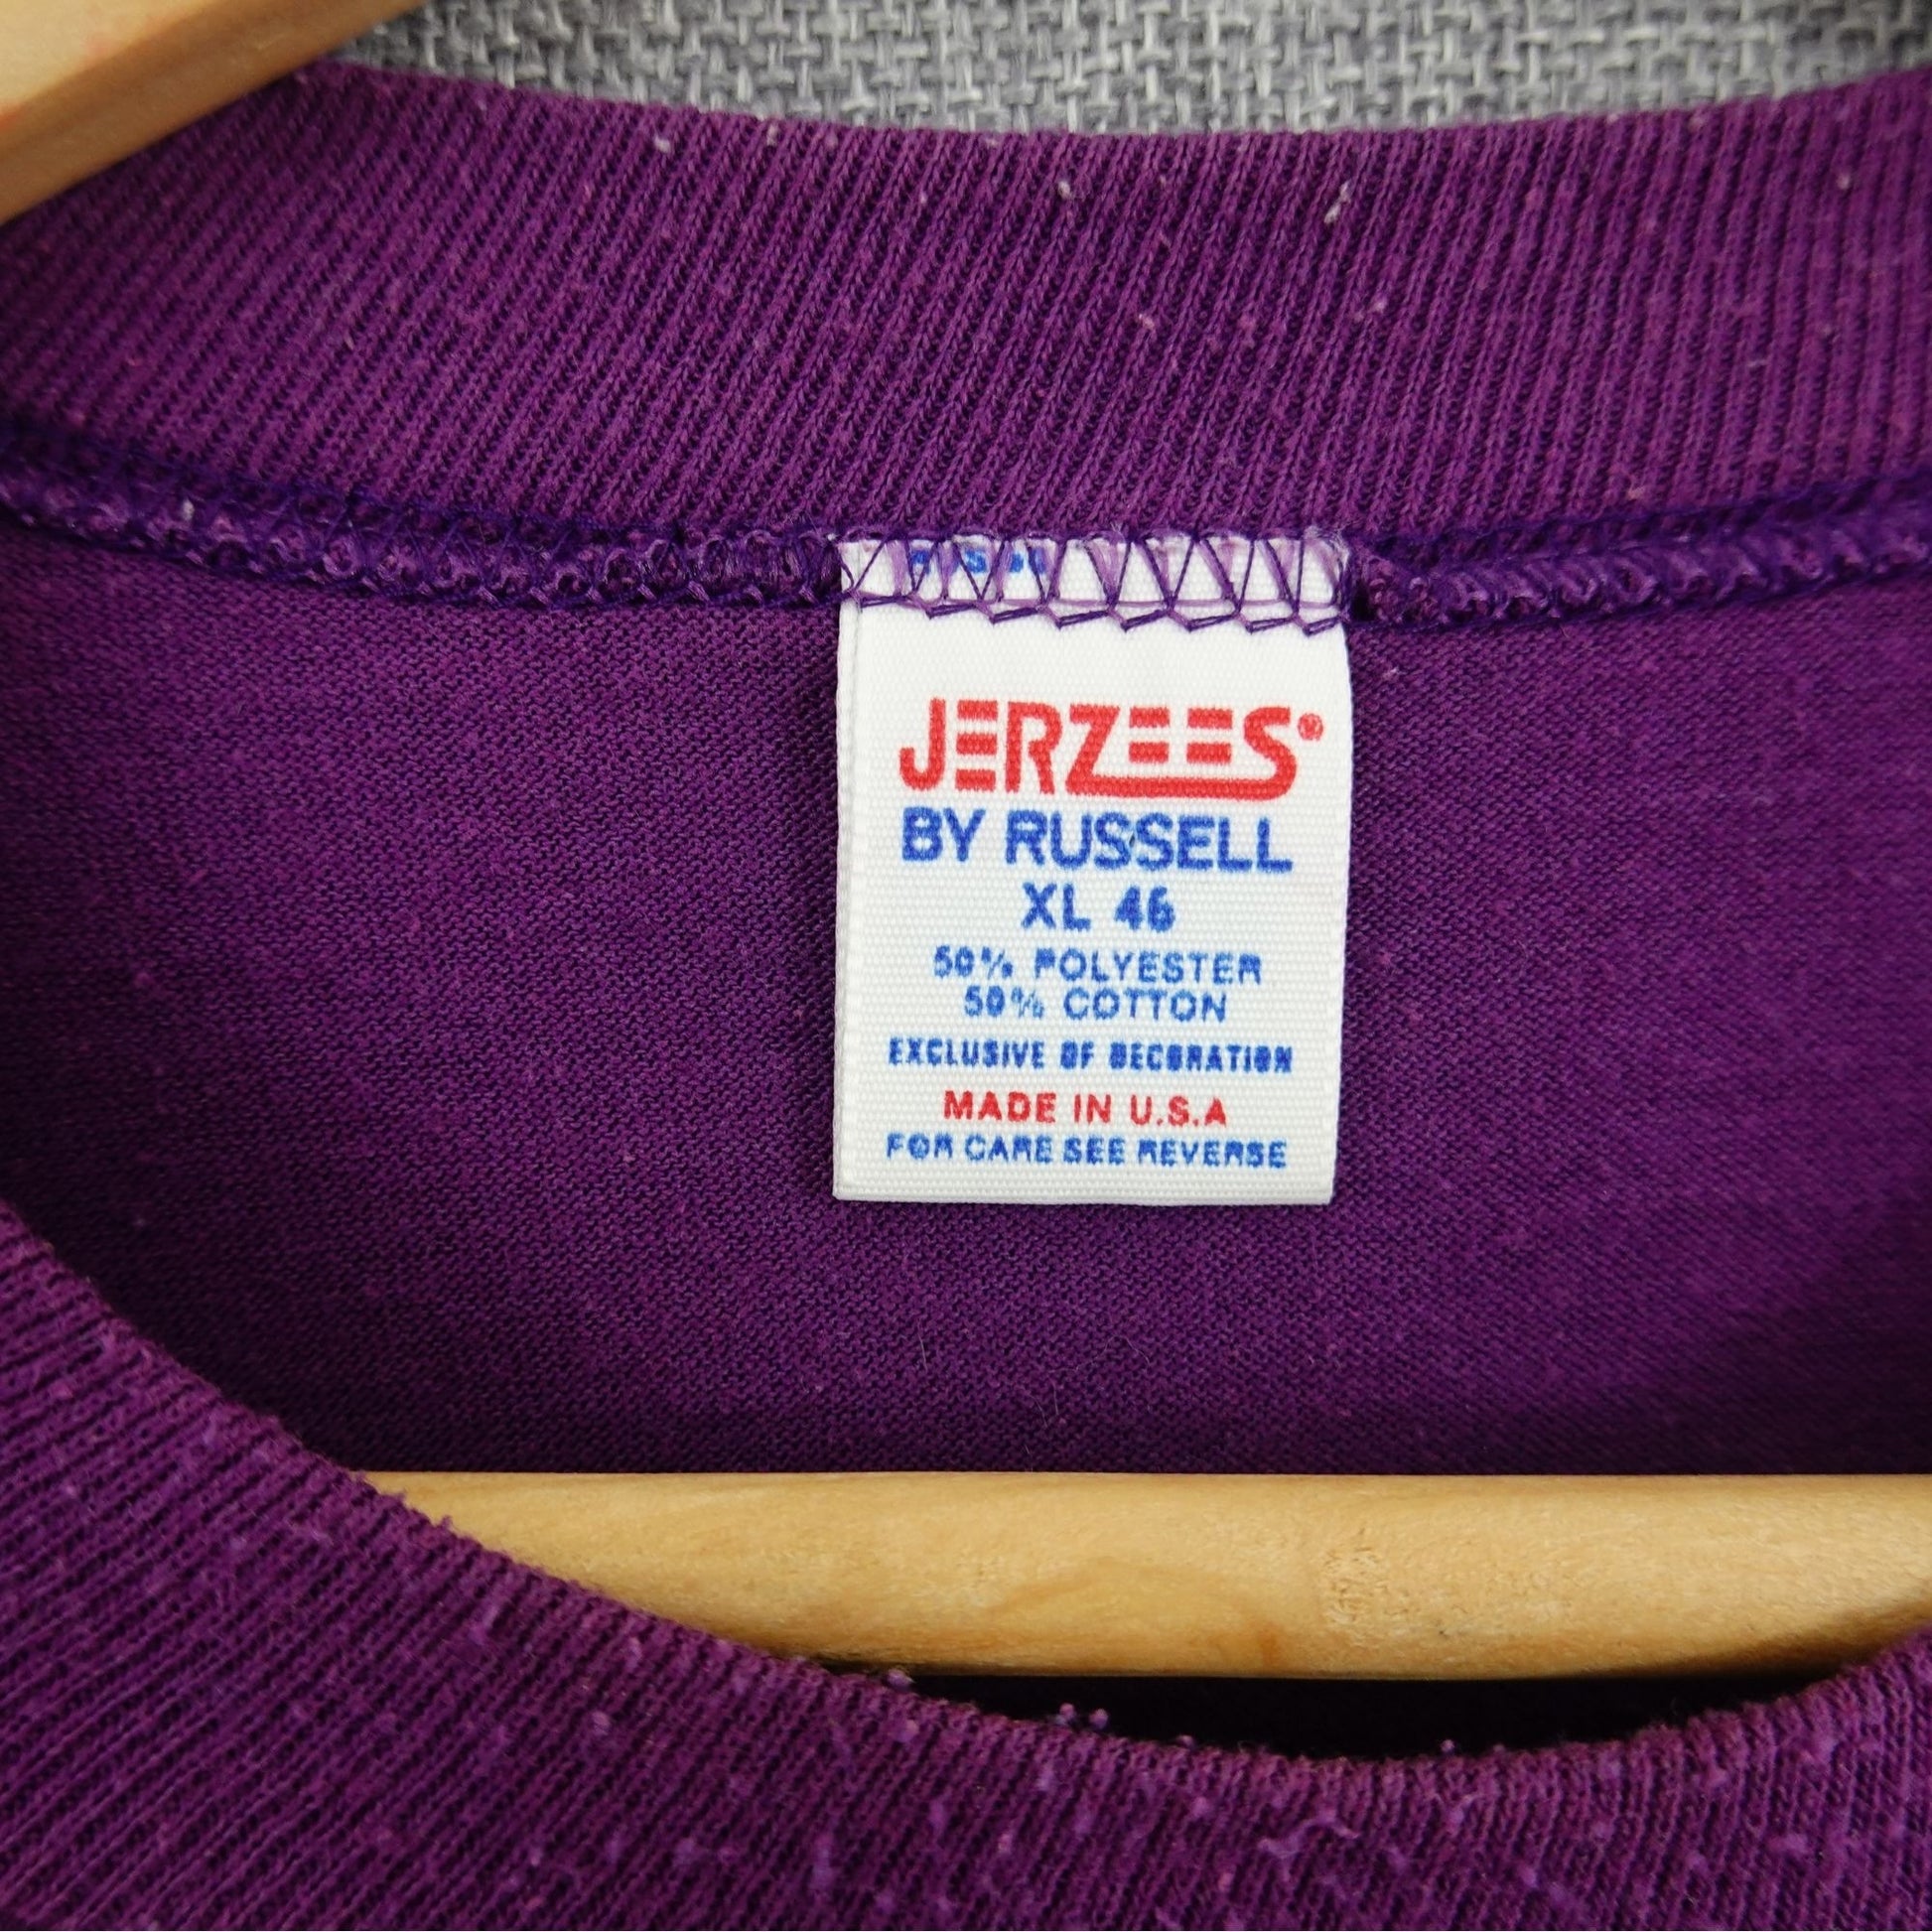 JERZEES®
BY RUSSELL
XL 46
50% POLYESTER
50% COTTON
EXCLUSIVE OF DECORATION
MADE IN U.S.A
FOR CARE SEE REVERSE